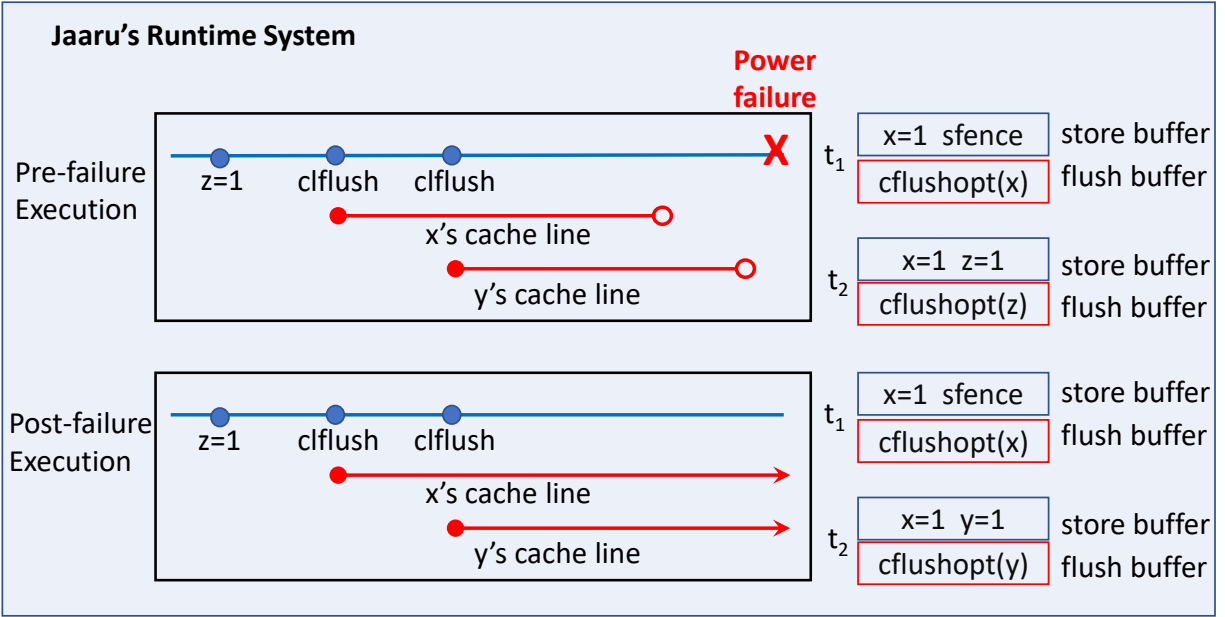 Jaaru's Runtime System
Power
failure
Pre-failure
Execution
X
z=1 clflush clflush
x's cache line
y's cache line
t1
x=1 sfence store buffer
cflushopt(x) flush buffer
t2
x=1 z=1 store buffer
cflushopt(z) flush buffer
Post-failure
Execution
z=1 clflush clflush
x's cache line
y's cache line
t1
x=1 sfence store buffer
cflushopt(x) flush buffer
t2
x=1 y=1 store buffer
cflushopt(y) flush buffer